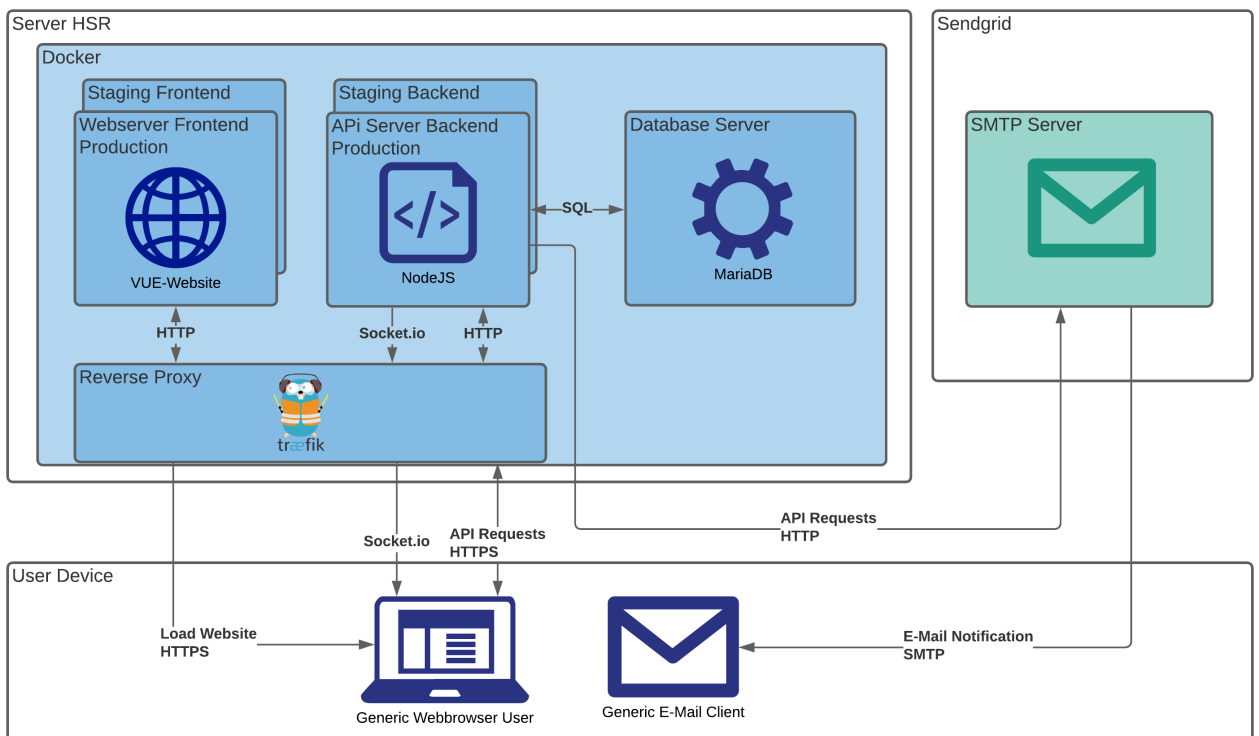 Server HSR
Sendgrid
Docker
Staging Frontend
Staging Backend
Webserver Frontend
Production
APi Server Backend
Production
Database Server
SMTP Server
</>
SQL
VUE-Website
NodeJS
MariaDB
HTTP
Socket.io
HTTP
Reverse Proxy
træfik
API Requests
HTTP
Socket.io
API Requests
HTTPS
User Device
Load Website
HTTPS
E-Mail Notification
SMTP
Generic Webbrowser User
Generic E-Mail Client